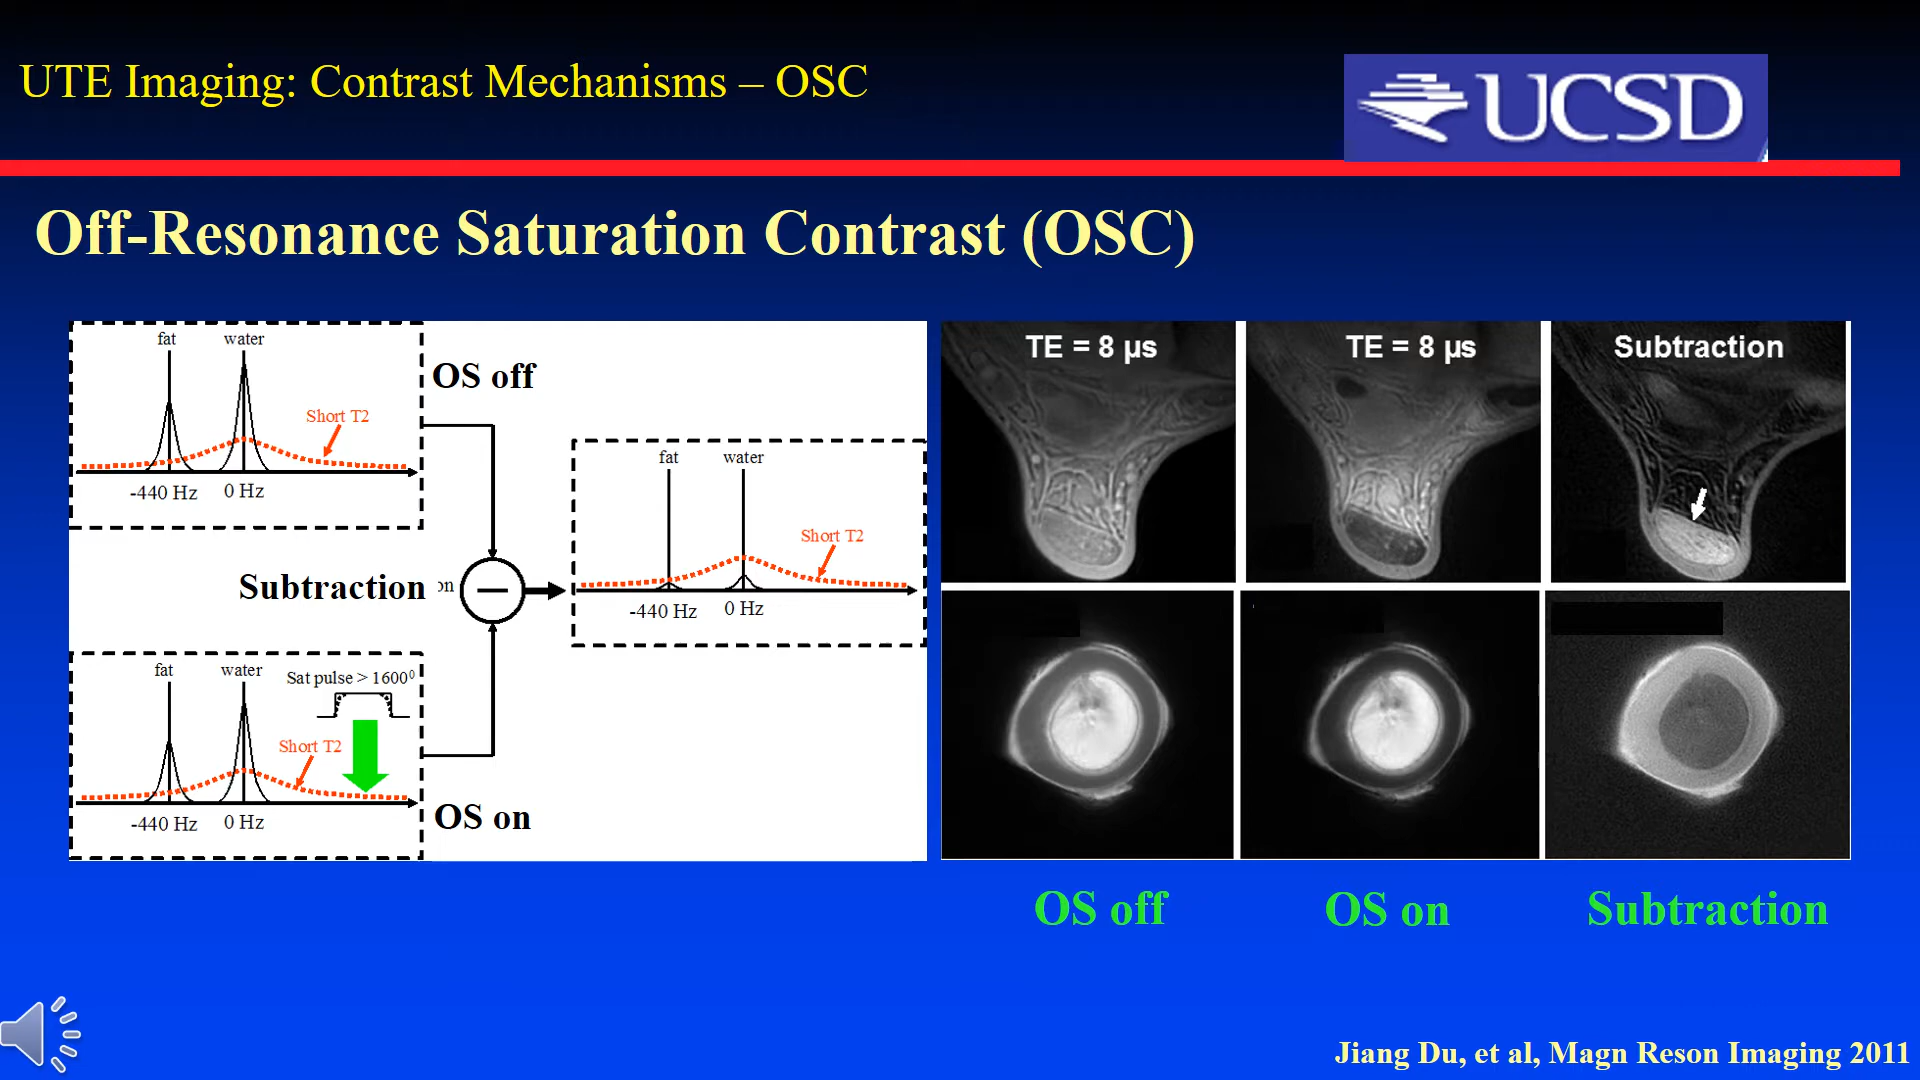 UTE Imaging: Contrast Mechanisms – OSC
UCSD
Off-Resonance Saturation Contrast (OSC)
fat water
Short T2
-440 Hz 0 Hz
OS off
Subtraction on
fat water
Short T2
-440 Hz 0 Hz
fat water Sat pulse > 1600⁰
Short T2
-440 Hz 0 Hz
OS on
TE = 8 µs
TE = 8 µs
Subtraction
OS off
OS on
Subtraction
Jiang Du, et al, Magn Reson Imaging 2011